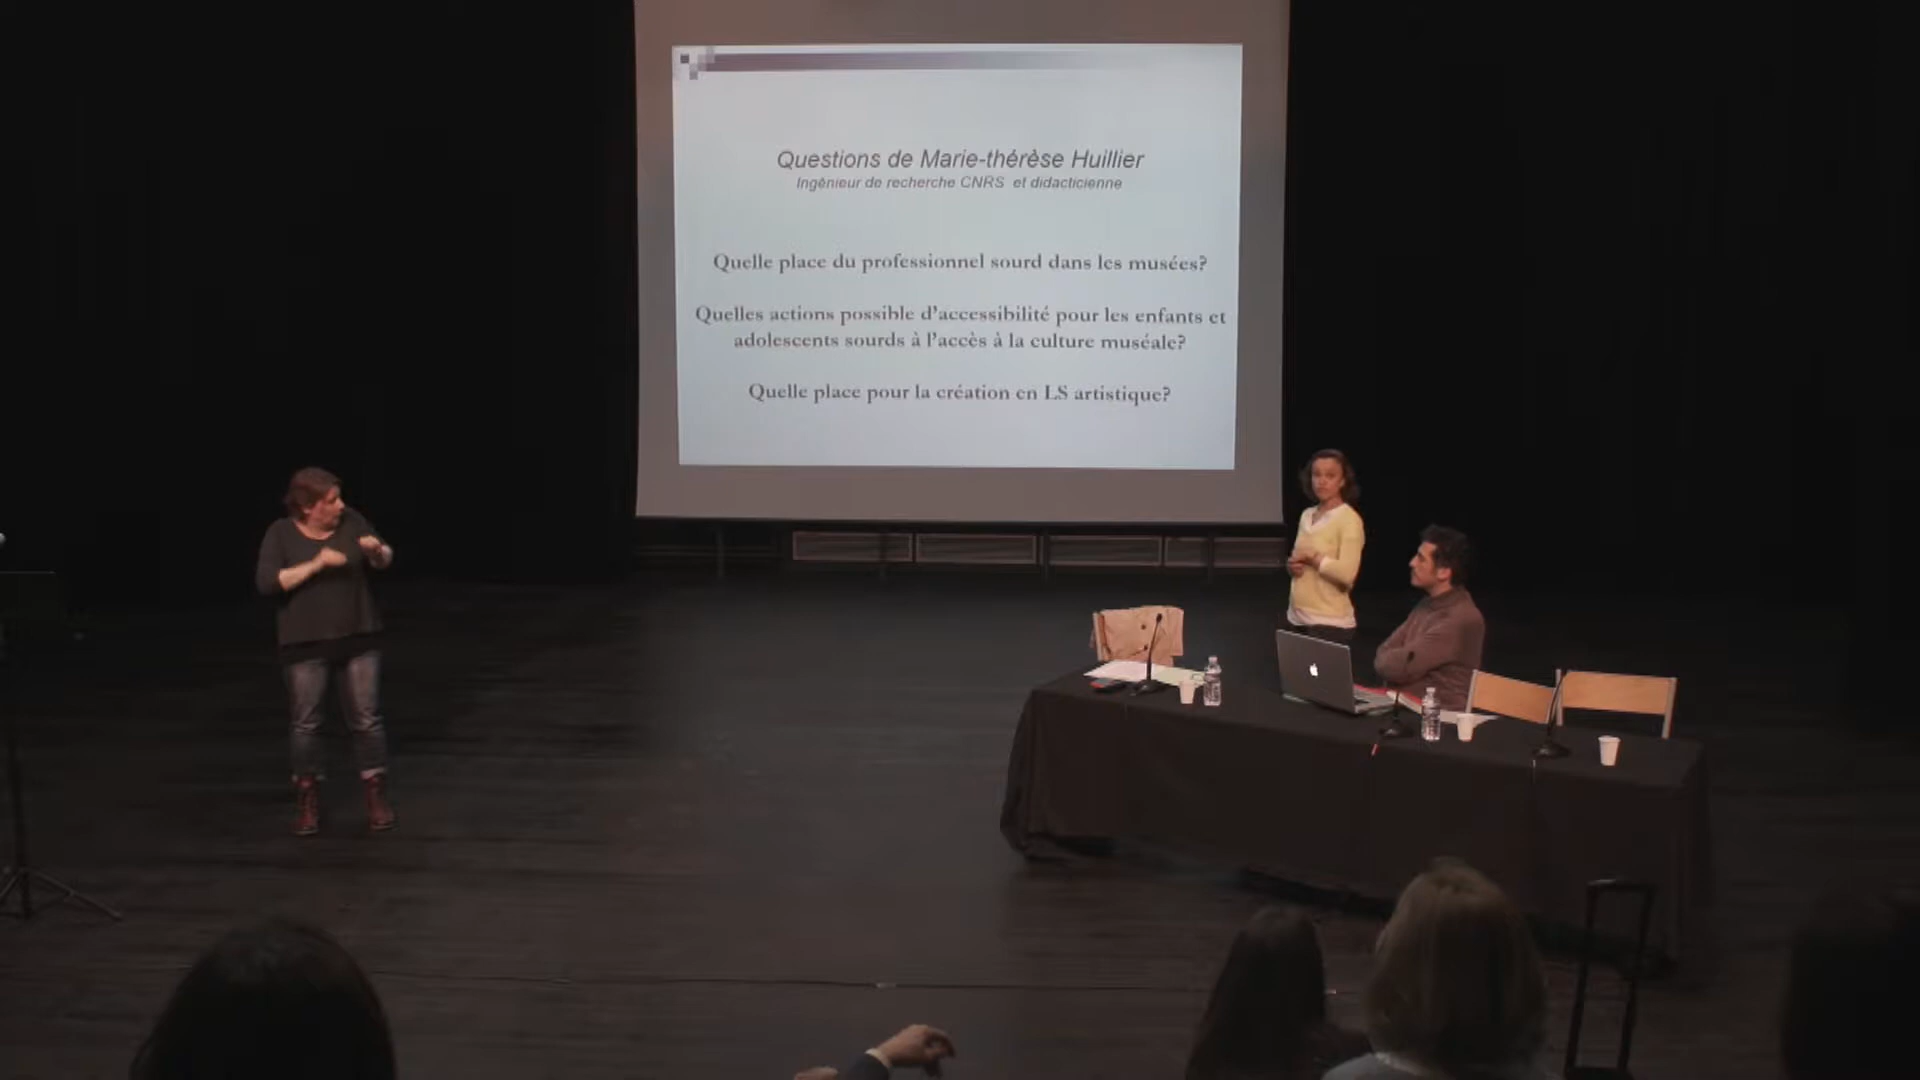 Questions de Marie-thérèse Huillier
Ingénieur de recherche CNRS et didacticienne
Quelle place du professionnel sourd dans les musées?
Quelles actions possible d'accessibilité pour les enfants et
adolescents sourds à l'accès à la culture muséale?
Quelle place pour la création en LS artistique?